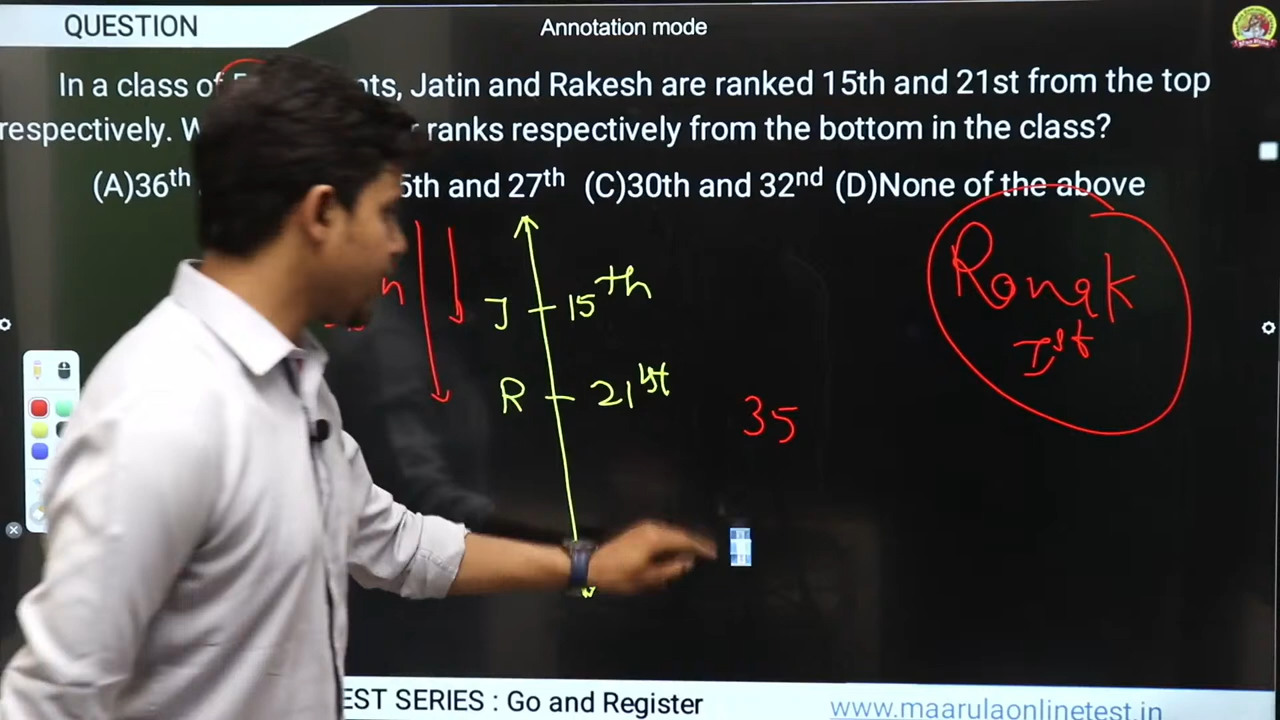 QUESTION
Annotation mode
In a class of nts, Jatin and Rakesh are ranked 15th and 21st from the top
respectively. W r ranks respectively from the bottom in the class?
(A)36th 5th and 27th (C)30th and 32nd (D)None of the above
n
J 15th
R 21st
35
Ronak
Ist
EST SERIES : Go and Register
www.maarulaonlinetest.in